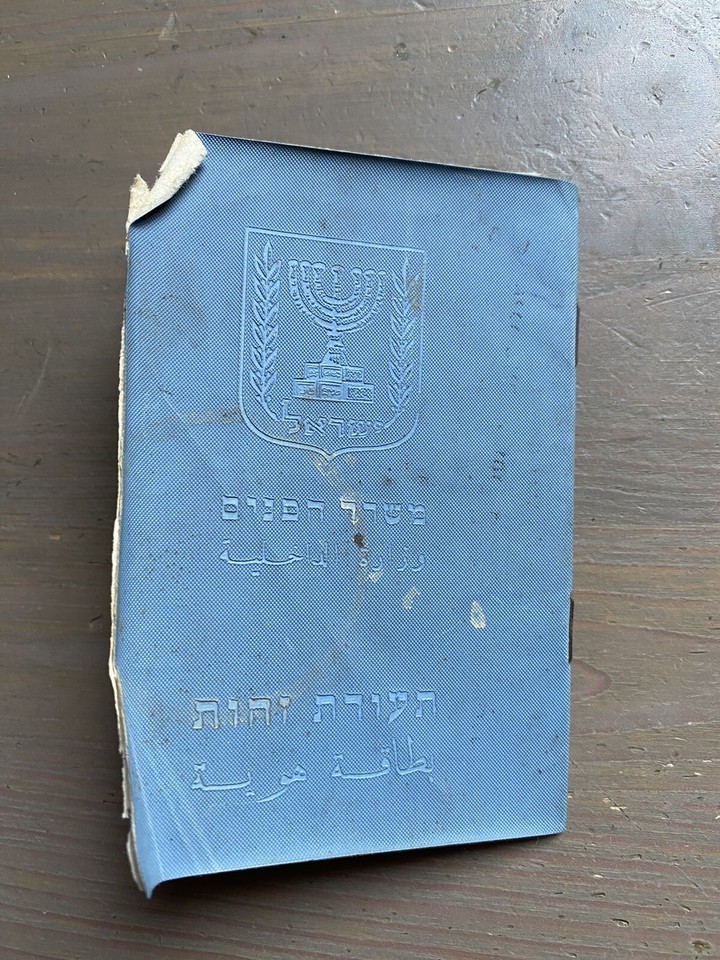 ישראל
משרד הפנים
وزارة الداخلية
תעודת זהות
بطاقة هوية